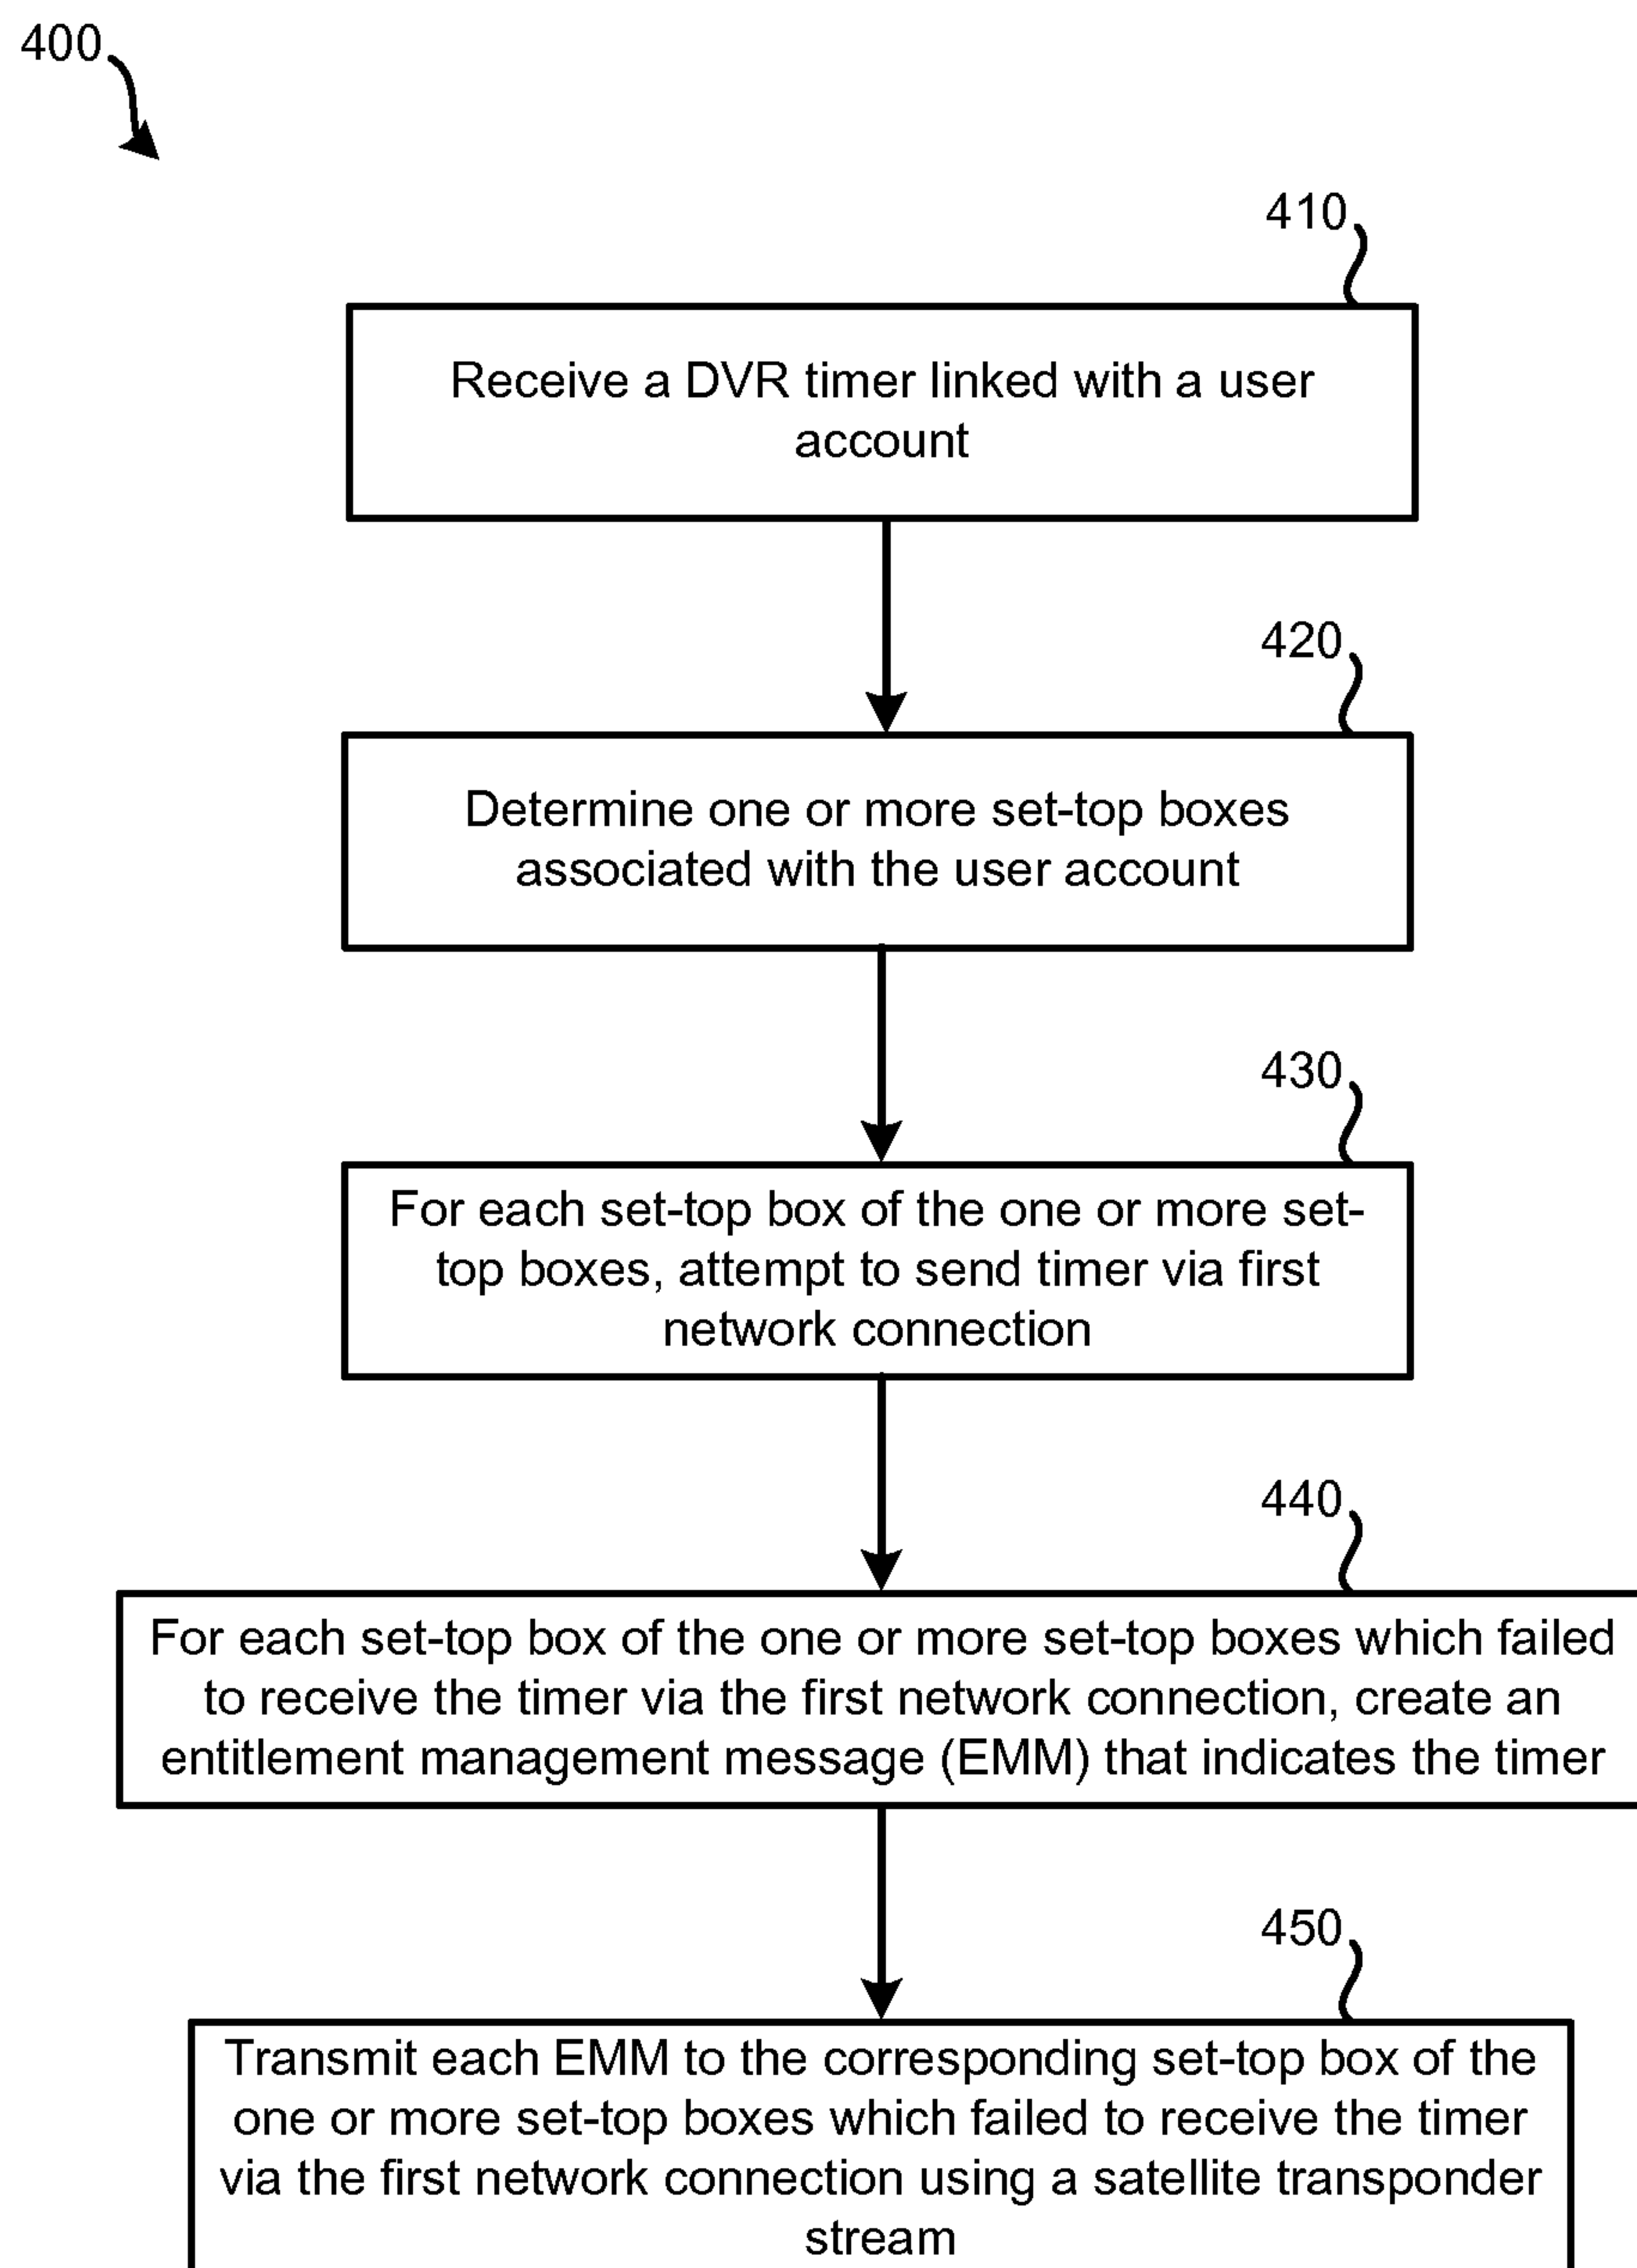 400
410
Receive a DVR timer linked with a user
account
420
Determine one or more set-top boxes
associated with the user account
430
For each set-top box of the one or more set-
top boxes, attempt to send timer via first
network connection
440
For each set-top box of the one or more set-top boxes which failed
to receive the timer via the first network connection, create an
entitlement management message (EMM) that indicates the timer
450
Transmit each EMM to the corresponding set-top box of the
one or more set-top boxes which failed to receive the timer
via the first network connection using a satellite transponder
stream